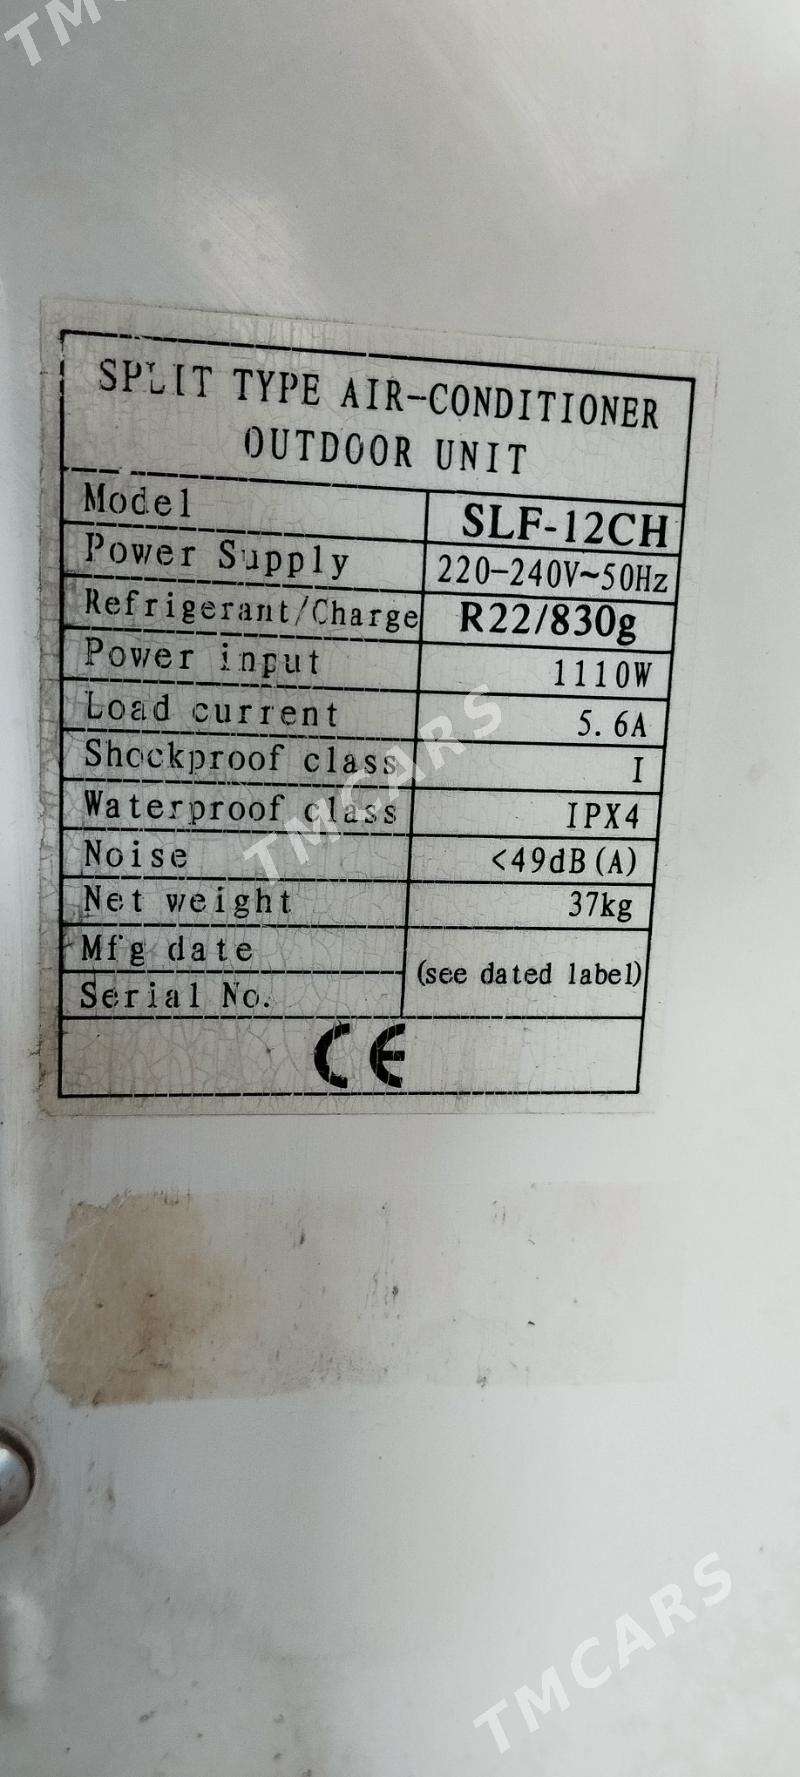 SPLIT TYPE AIR-CONDITIONER
OUTDOOR UNIT
Model SLF-12CH
Power Supply 220-240V~50Hz
Refrigerant/Charge R22/830g
Power input 1110W
Load current 5.6A
Shockproof class I
Waterproof class IPX4
Noise <49dB(A)
Net weight 37kg
Mfg date
(see dated label)
Serial No.
CE
TMCARS
TMCARS